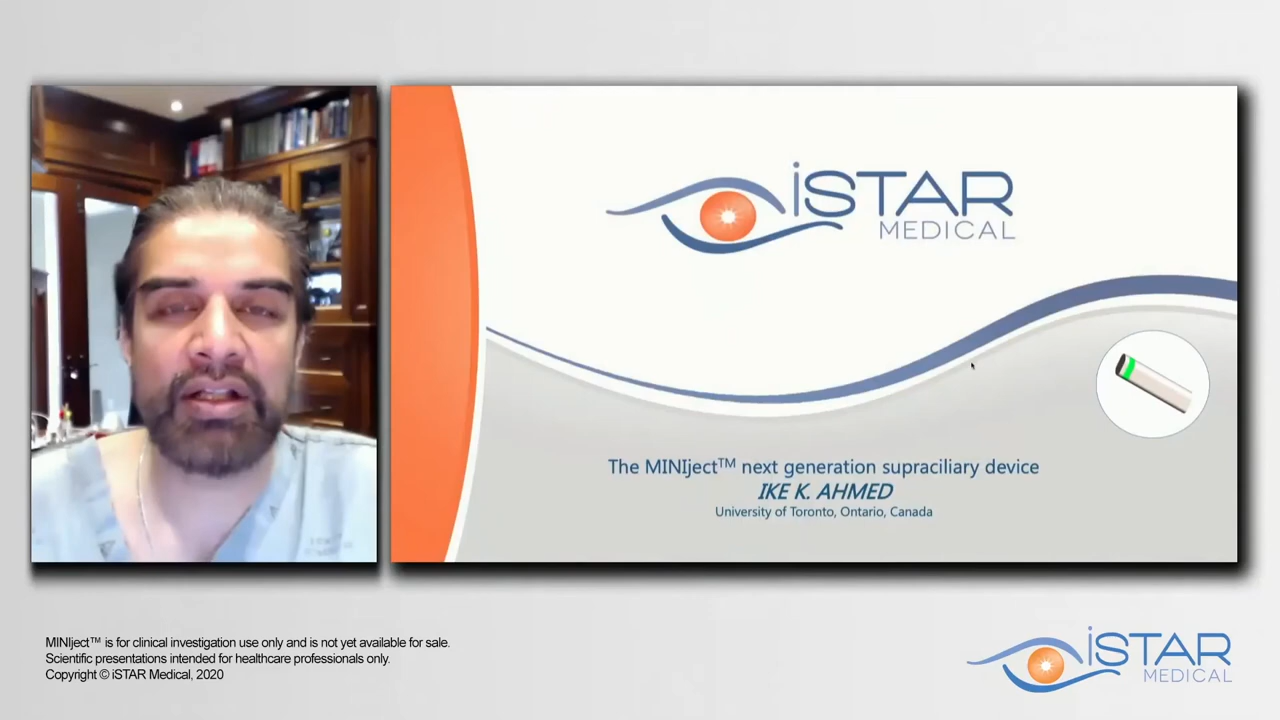 iSTAR
MEDICAL
The MINIject™ next generation supraciliary device
IKE K. AHMED
University of Toronto, Ontario, Canada
MINIject™ is for clinical investigation use only and is not yet available for sale.
Scientific presentations intended for healthcare professionals only.
Copyright © iSTAR Medical, 2020
iSTAR
MEDICAL